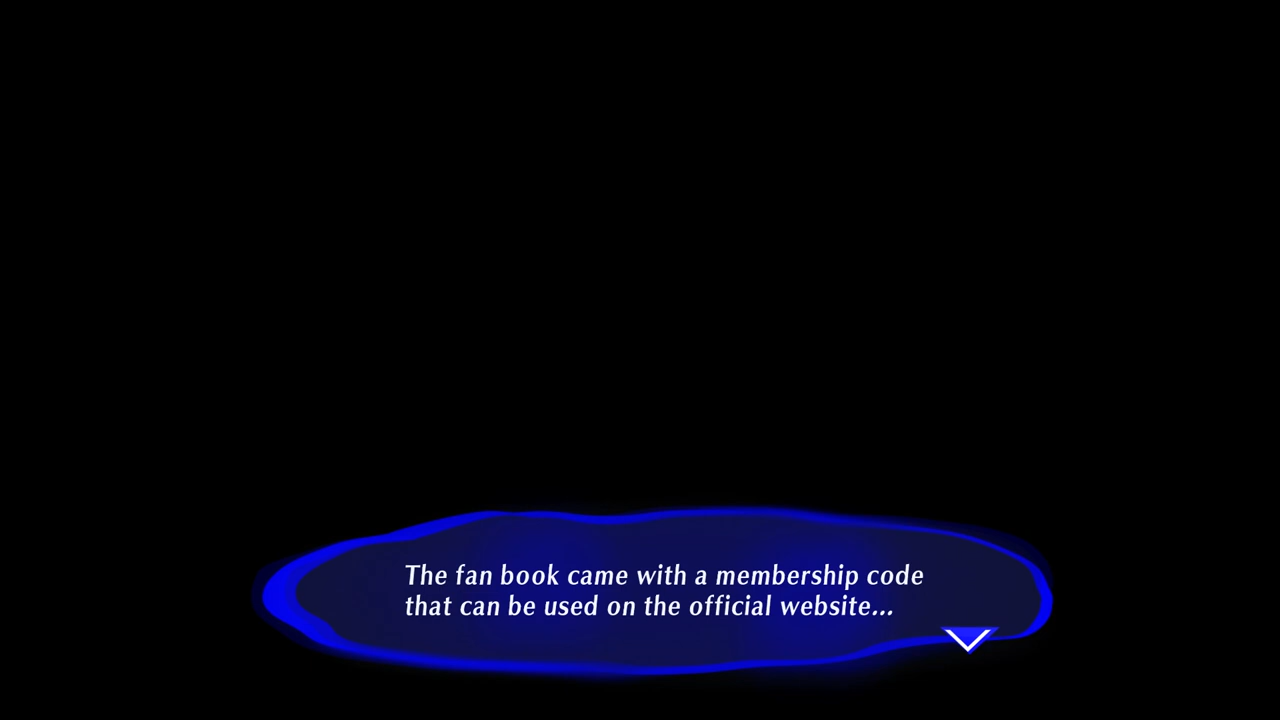 The fan book came with a membership code
that can be used on the official website...